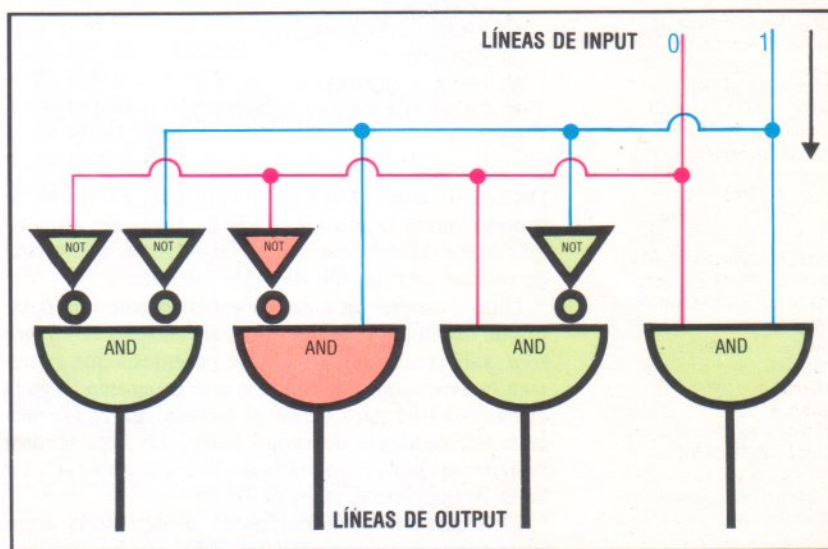 LÍNEAS DE INPUT 0 1
NOT NOT NOT NOT
AND AND AND AND
LÍNEAS DE OUTPUT